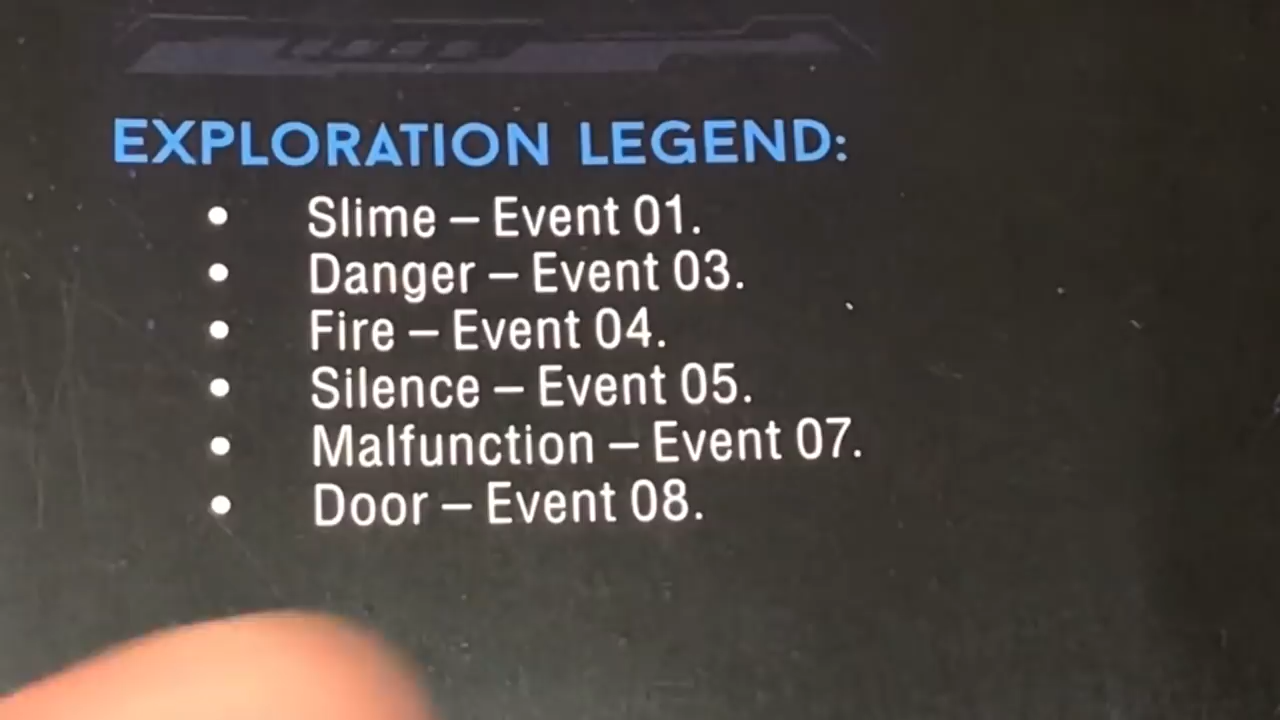 EXPLORATION LEGEND:
• Slime – Event 01.
• Danger – Event 03.
• Fire – Event 04.
• Silence – Event 05.
• Malfunction – Event 07.
• Door – Event 08.